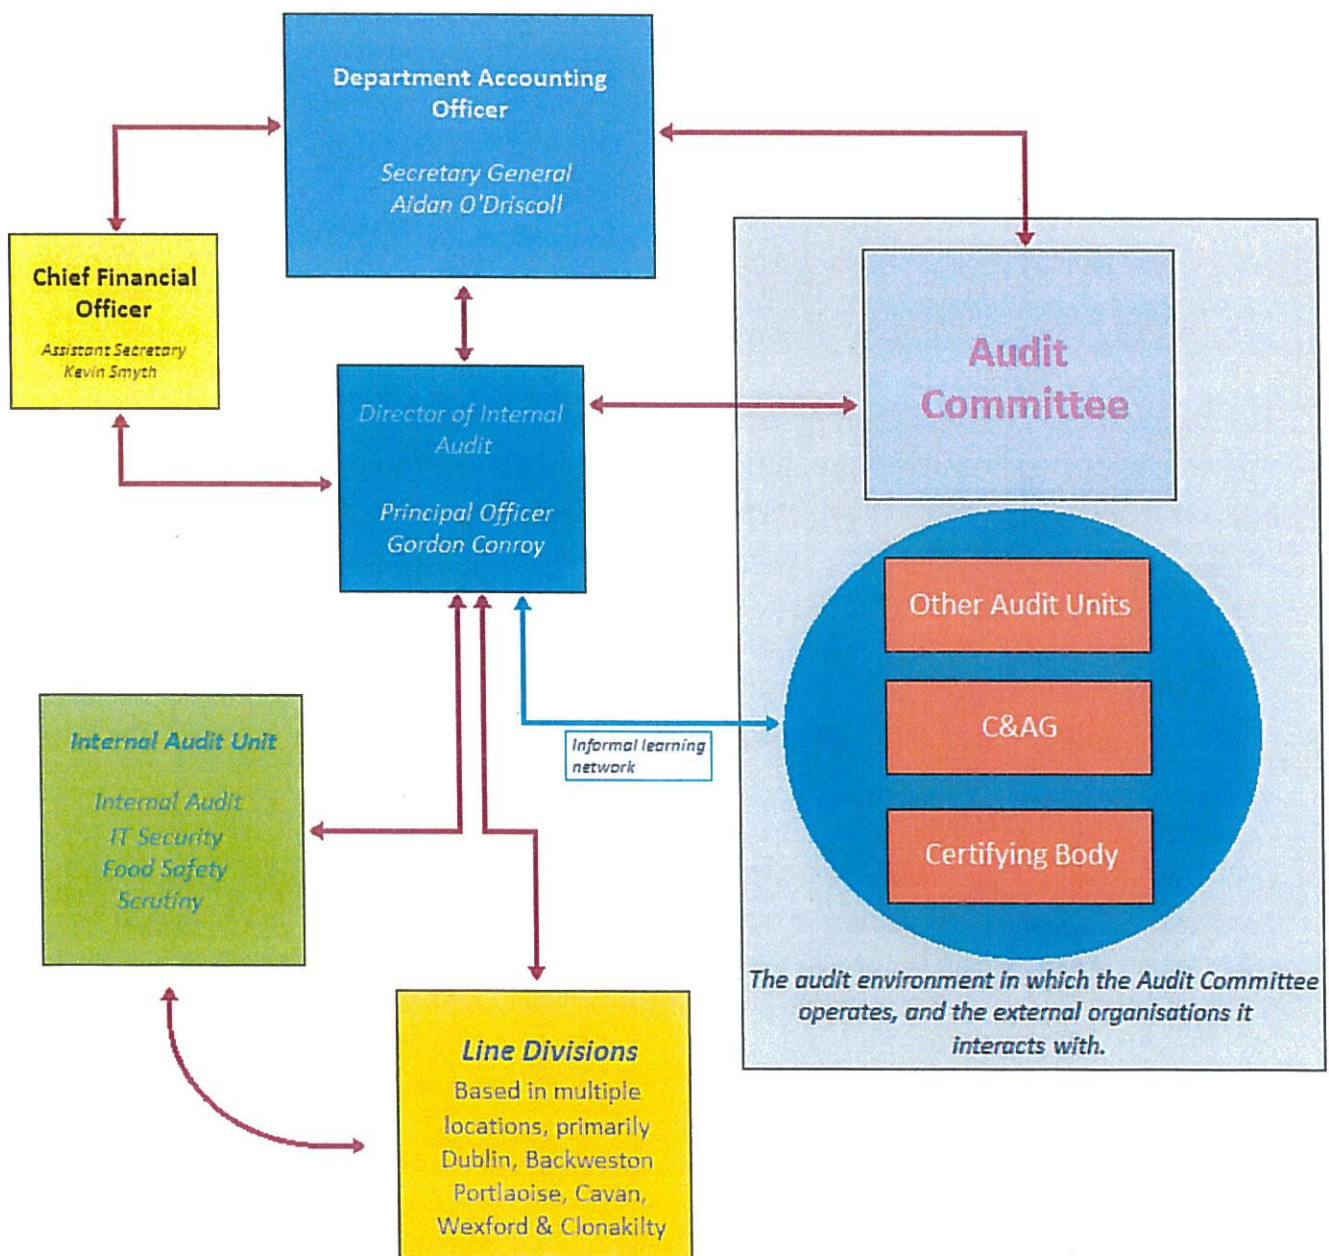 Department Accounting
Officer
Secretary General
Aidan O'Driscoll
Chief Financial
Officer
Assistant Secretary
Kevin Smyth
Audit
Committee
Director of Internal
Audit
Principal Officer
Gordon Conroy
Other Audit Units
C&AG
Certifying Body
Informal learning
network
Internal Audit Unit
Internal Audit
IT Security
Food Safety
Scrutiny
The audit environment in which the Audit Committee
operates, and the external organisations it
interacts with.
Line Divisions
Based in multiple
locations, primarily
Dublin, Backweston
Portlaoise, Cavan,
Wexford & Clonakilty